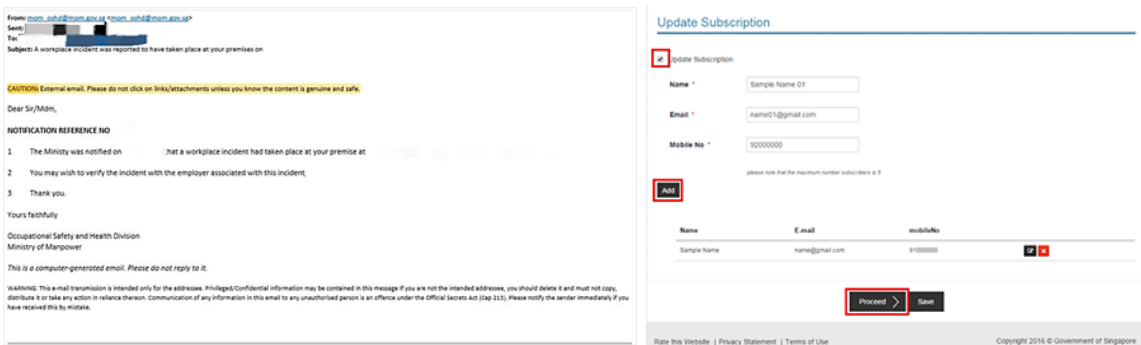 From: mom_oshd@mom.gov.sg <mom_oshd@mom.gov.sg>
Sent:
To:
Subject: A workplace incident was reported to have taken place at your premises on
CAUTION: External email. Please do not click on links/attachments unless you know the content is genuine and safe.
Dear Sir/Mdm,
NOTIFICATION REFERENCE NO
1 The Ministy was notified on that a workplace incident had taken place at your premise at
2 You may wish to verify the incident with the employer associated with this incident,
3 Thank you.
Yours faithfully
Occupational Safety and Health Division
Ministry of Manpower
This is a computer-generated email. Please do not reply to it.
WARNING: This e-mail transmission is intended only for the addressee. Privileged/Confidential information may be contained in this message if you are not the intended addressee, you should delete it and must not copy,
distribute it or take any action in reliance thereon. Communication of any information in this email to any unauthorised person is an offence under the Official Secrets Act (Cap 213). Please notify the sender immediately if you
have received this by mistake.
Update Subscription
Update Subscription
Name * Sample Name 01
Email * name01@gmail.com
Mobile No * 92000000
please note that the maximum number subscribers is 5
Add
Name E.mail mobileNo
Sample Name name@gmail.com 91000000
Proceed Save
Rate this Website | Privacy Statement | Terms of Use Copyright 2016 © Government of Singapore